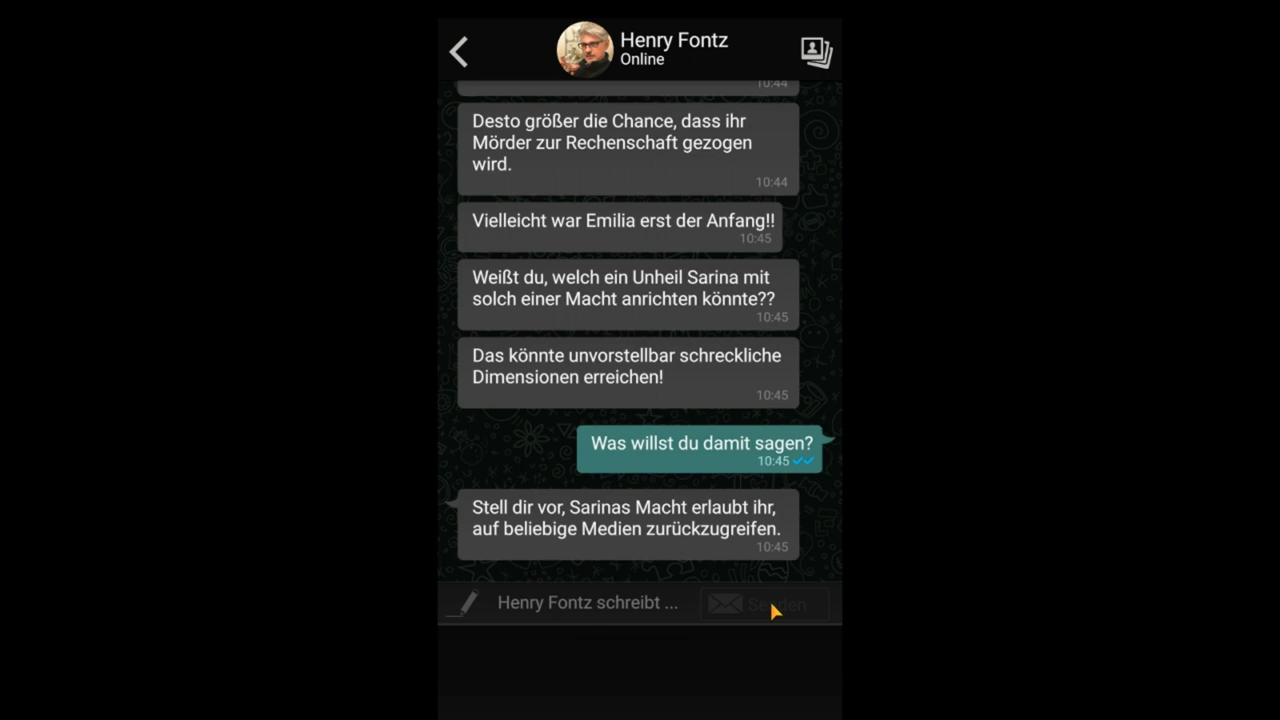 Henry Fontz
Online
10:44
Desto größer die Chance, dass ihr
Mörder zur Rechenschaft gezogen
wird.
10:44
Vielleicht war Emilia erst der Anfang!!
10:45
Weißt du, welch ein Unheil Sarina mit
solch einer Macht anrichten könnte??
10:45
Das könnte unvorstellbar schreckliche
Dimensionen erreichen!
10:45
Was willst du damit sagen?
10:45
Stell dir vor, Sarinas Macht erlaubt ihr,
auf beliebige Medien zurückzugreifen.
10:45
Henry Fontz schreibt ...
Senden